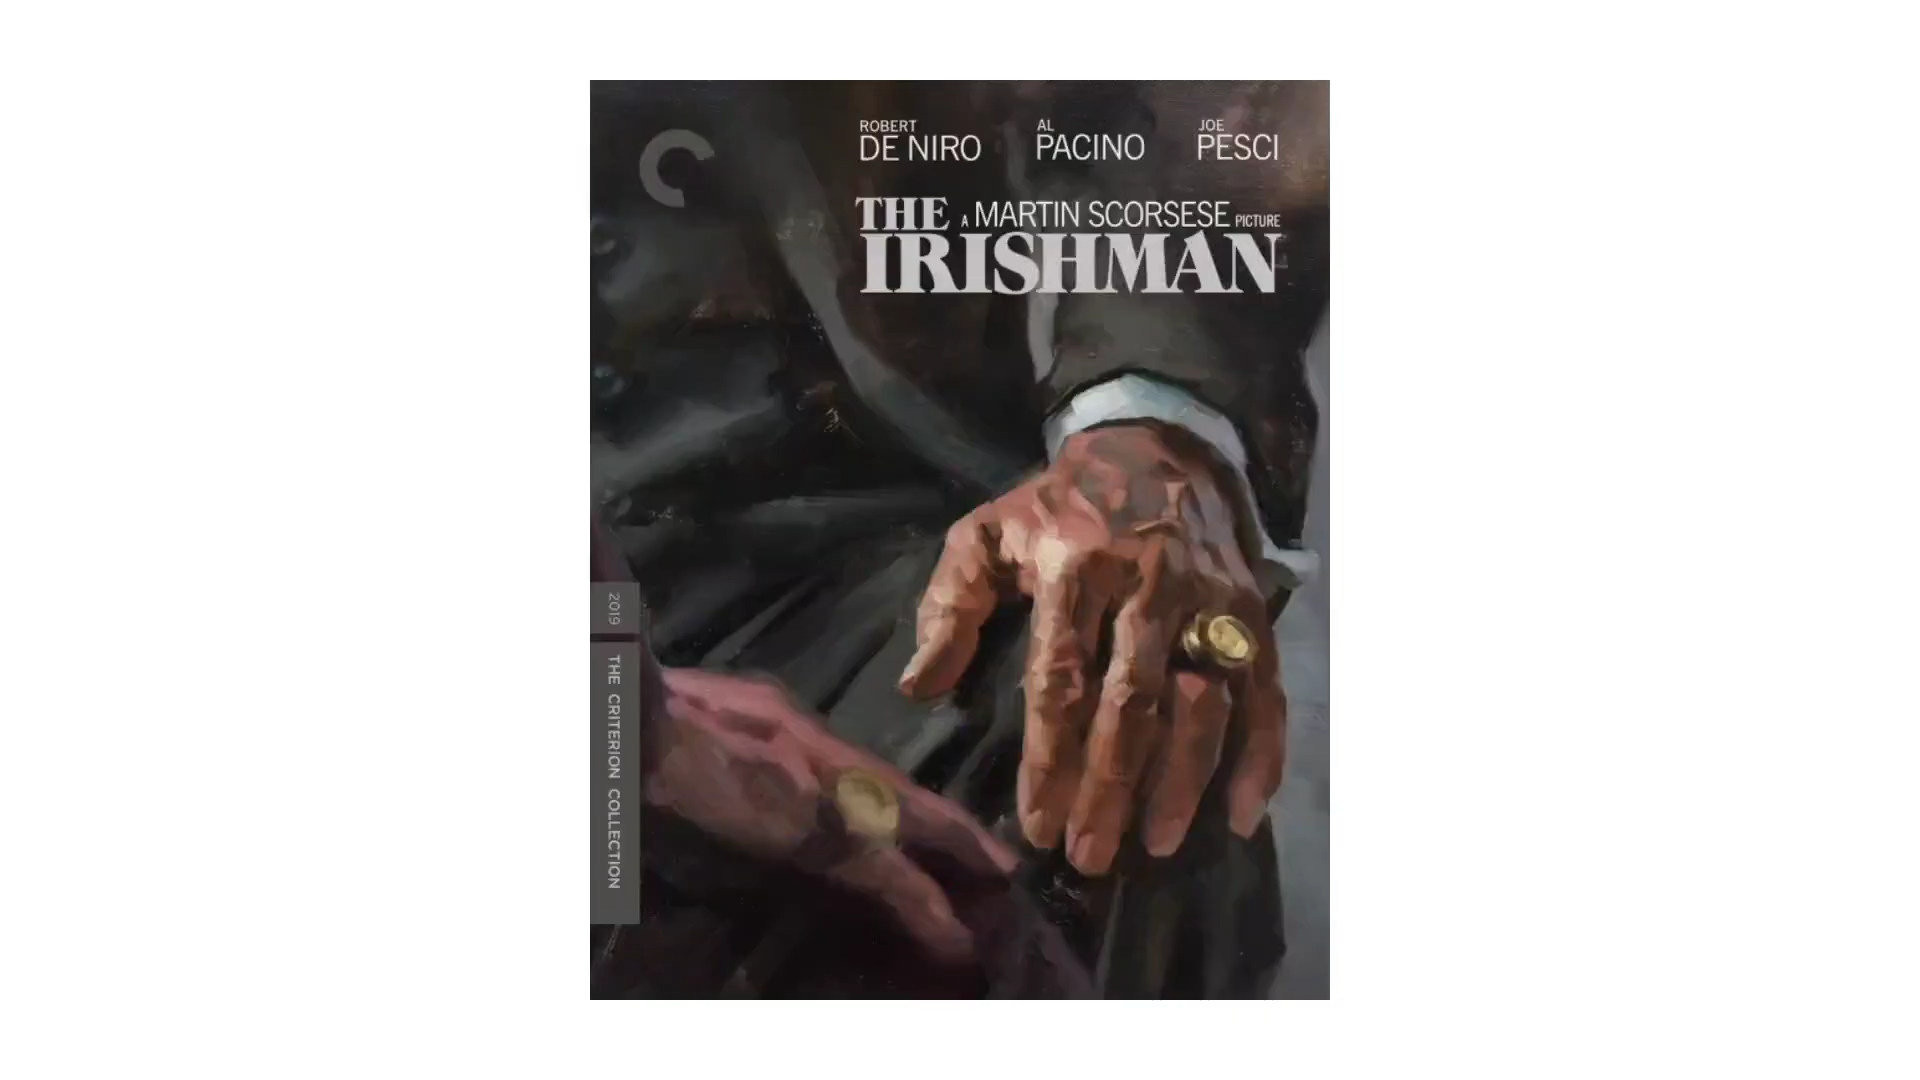 ROBERT
DE NIRO
AL
PACINO
JOE
PESCI
THE
A MARTIN SCORSESE PICTURE
IRISHMAN
2019
THE CRITERION COLLECTION